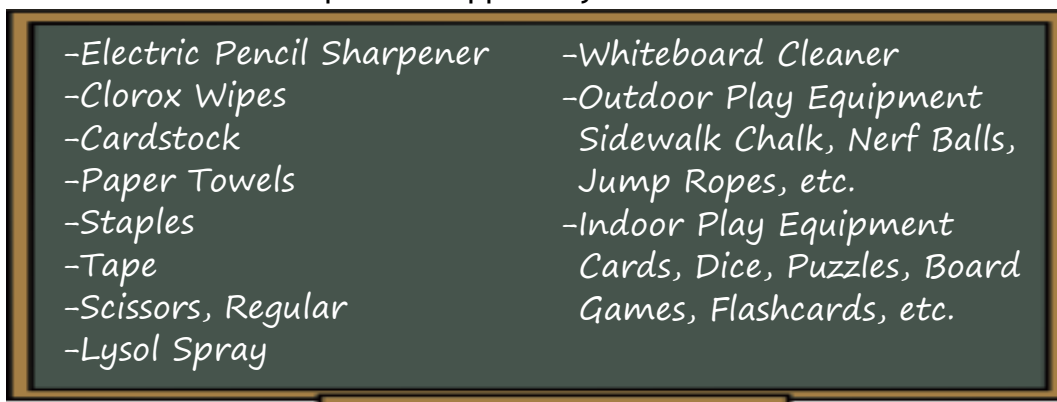 -Electric Pencil Sharpener
-Clorox Wipes
-Cardstock
-Paper Towels
-Staples
-Tape
-Scissors, Regular
-Lysol Spray
-Whiteboard Cleaner
-Outdoor Play Equipment
Sidewalk Chalk, Nerf Balls,
Jump Ropes, etc.
-Indoor Play Equipment
Cards, Dice, Puzzles, Board
Games, Flashcards, etc.